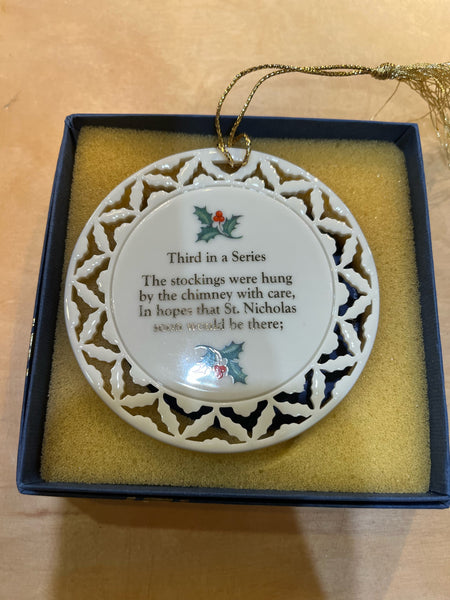 Third in a Series
The stockings were hung
by the chimney with care,
In hopes that St. Nicholas
soon would be there;